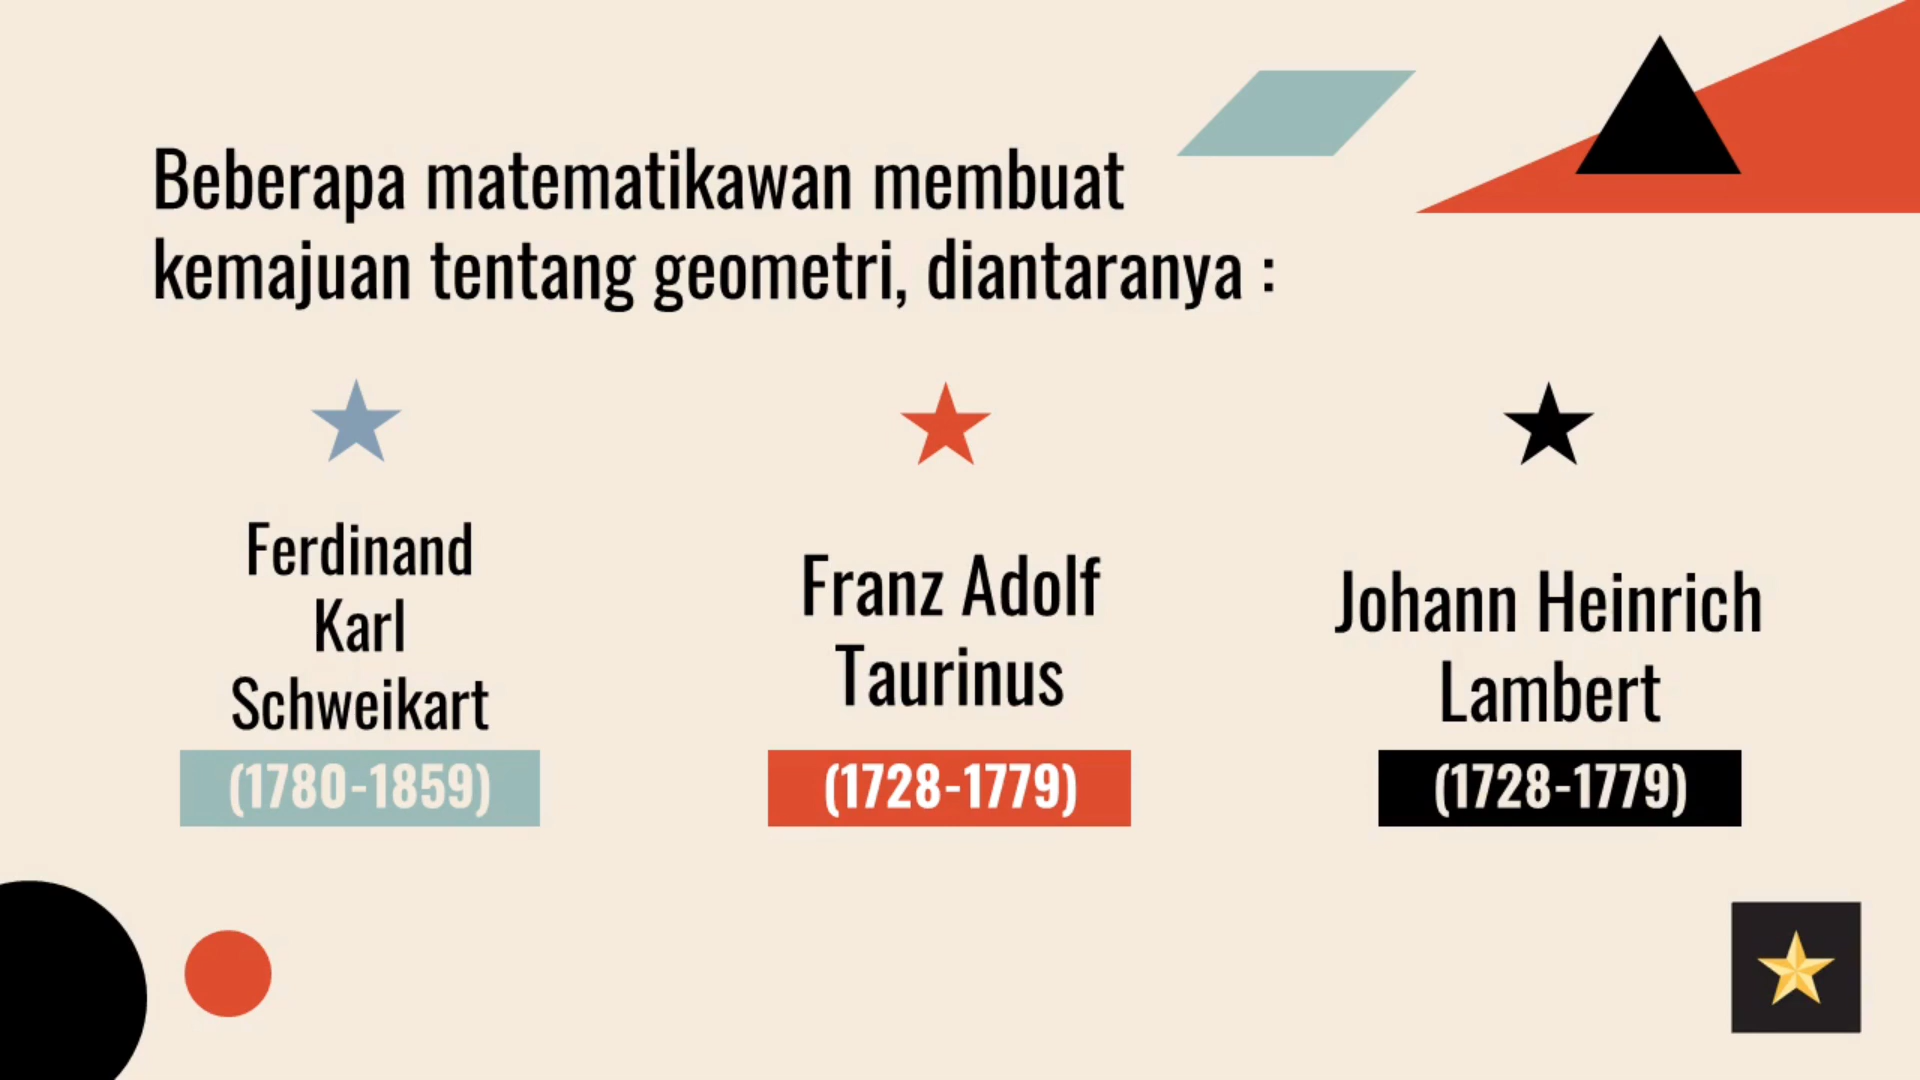 Beberapa matematikawan membuat
kemajuan tentang geometri, diantaranya :
Ferdinand
Karl
Schweikart
(1780-1859)
Franz Adolf
Taurinus
(1728-1779)
Johann Heinrich
Lambert
(1728-1779)